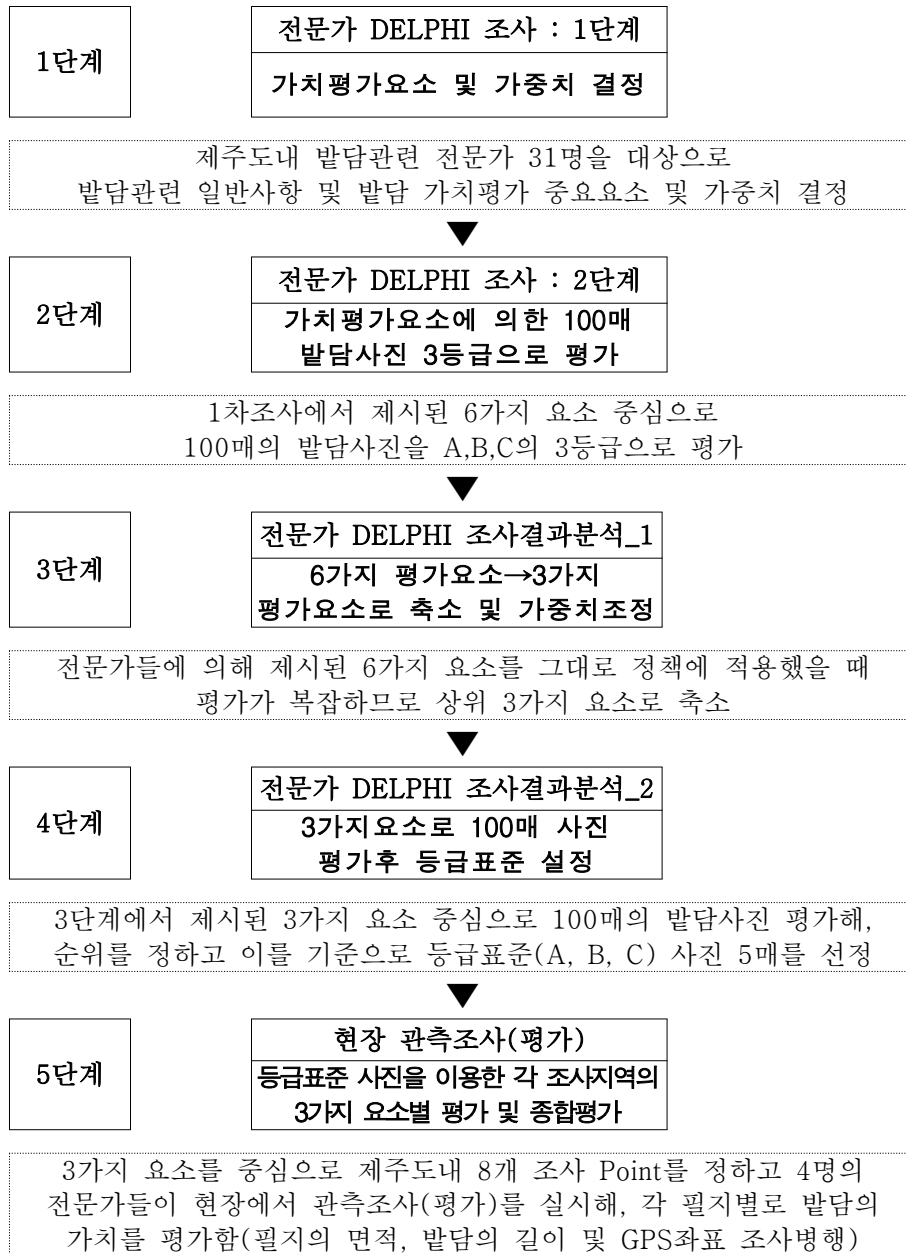 1단계
전문가 DELPHI 조사 : 1단계
가치평가요소 및 가중치 결정
제주도내 밭담관련 전문가 31명을 대상으로
밭담관련 일반사항 및 밭담 가치평가 중요요소 및 가중치 결정
2단계
전문가 DELPHI 조사 : 2단계
가치평가요소에 의한 100매
밭담사진 3등급으로 평가
1차조사에서 제시된 6가지 요소 중심으로
100매의 밭담사진을 A,B,C의 3등급으로 평가
3단계
전문가 DELPHI 조사결과분석_1
6가지 평가요소→3가지
평가요소로 축소 및 가중치조정
전문가들에 의해 제시된 6가지 요소를 그대로 정책에 적용했을 때
평가가 복잡하므로 상위 3가지 요소로 축소
4단계
전문가 DELPHI 조사결과분석_2
3가지요소로 100매 사진
평가후 등급표준 설정
3단계에서 제시된 3가지 요소 중심으로 100매의 밭담사진 평가해,
순위를 정하고 이를 기준으로 등급표준(A, B, C) 사진 5매를 선정
5단계
현장 관측조사(평가)
등급표준 사진을 이용한 각 조사지역의
3가지 요소별 평가 및 종합평가
3가지 요소를 중심으로 제주도내 8개 조사 Point를 정하고 4명의
전문가들이 현장에서 관측조사(평가)를 실시해, 각 필지별로 밭담의
가치를 평가함(필지의 면적, 밭담의 길이 및 GPS좌표 조사병행)